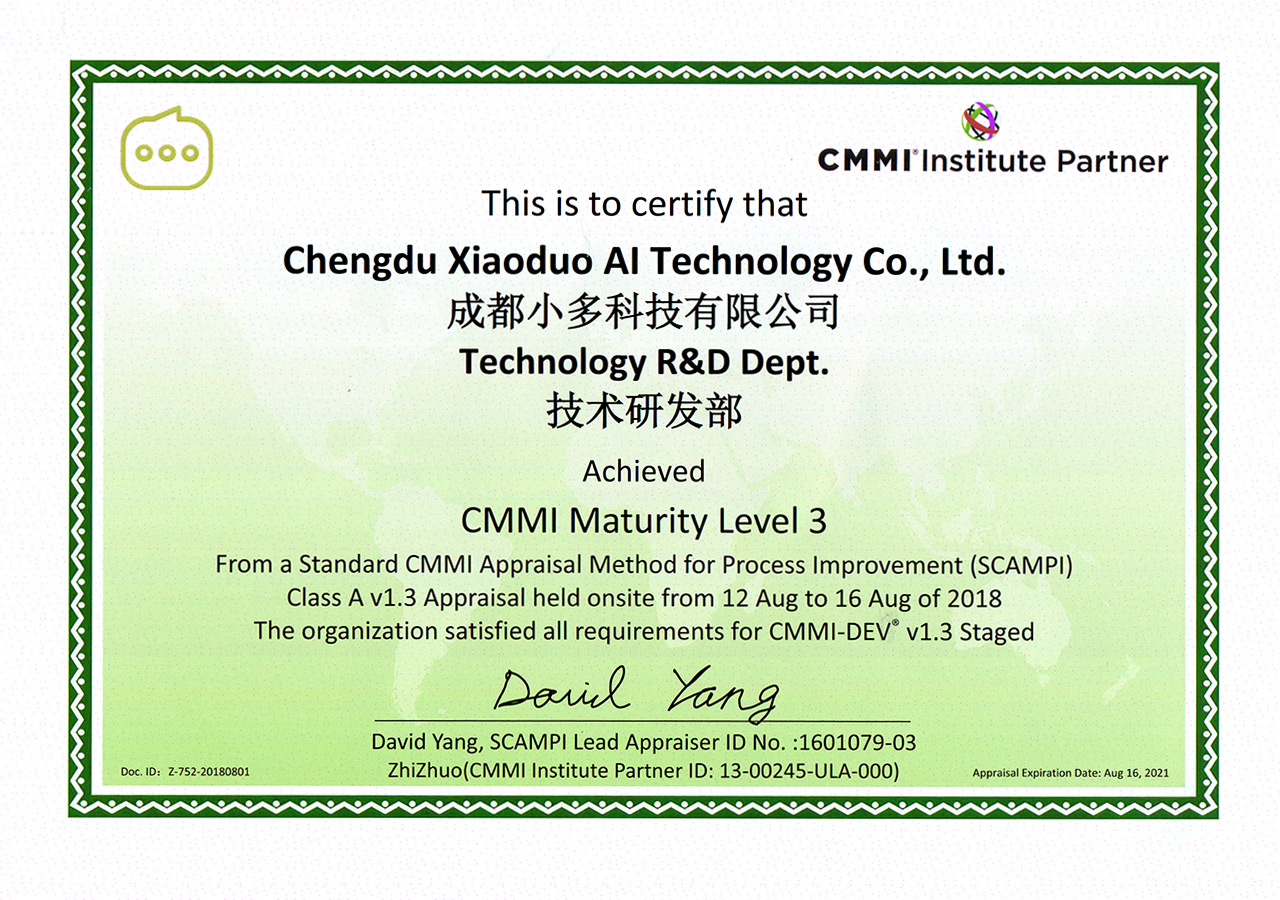 CMMI® Institute Partner
This is to certify that
Chengdu Xiaoduo AI Technology Co., Ltd.
成都小多科技有限公司
Technology R&D Dept.
技术研发部
Achieved
CMMI Maturity Level 3
From a Standard CMMI Appraisal Method for Process Improvement (SCAMPI)
Class A v1.3 Appraisal held onsite from 12 Aug to 16 Aug of 2018
The organization satisfied all requirements for CMMI-DEV® v1.3 Staged
David Yang
David Yang, SCAMPI Lead Appraiser ID No. :1601079-03
ZhiZhuo(CMMI Institute Partner ID: 13-00245-ULA-000)
Doc. ID: Z-752-20180801
Appraisal Expiration Date: Aug 16, 2021